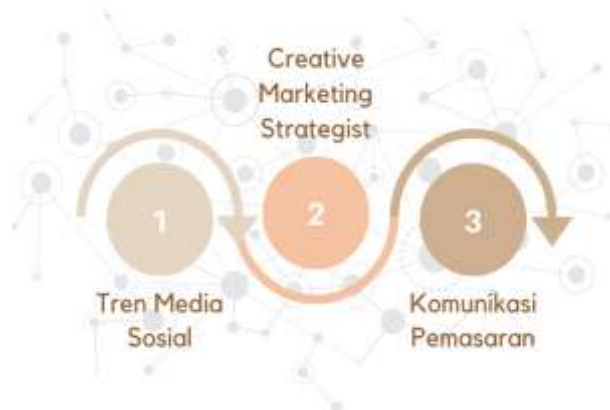 Creative
Marketing
Strategist
1
2
3
Tren Media
Sosial
Komunikasi
Pemasaran